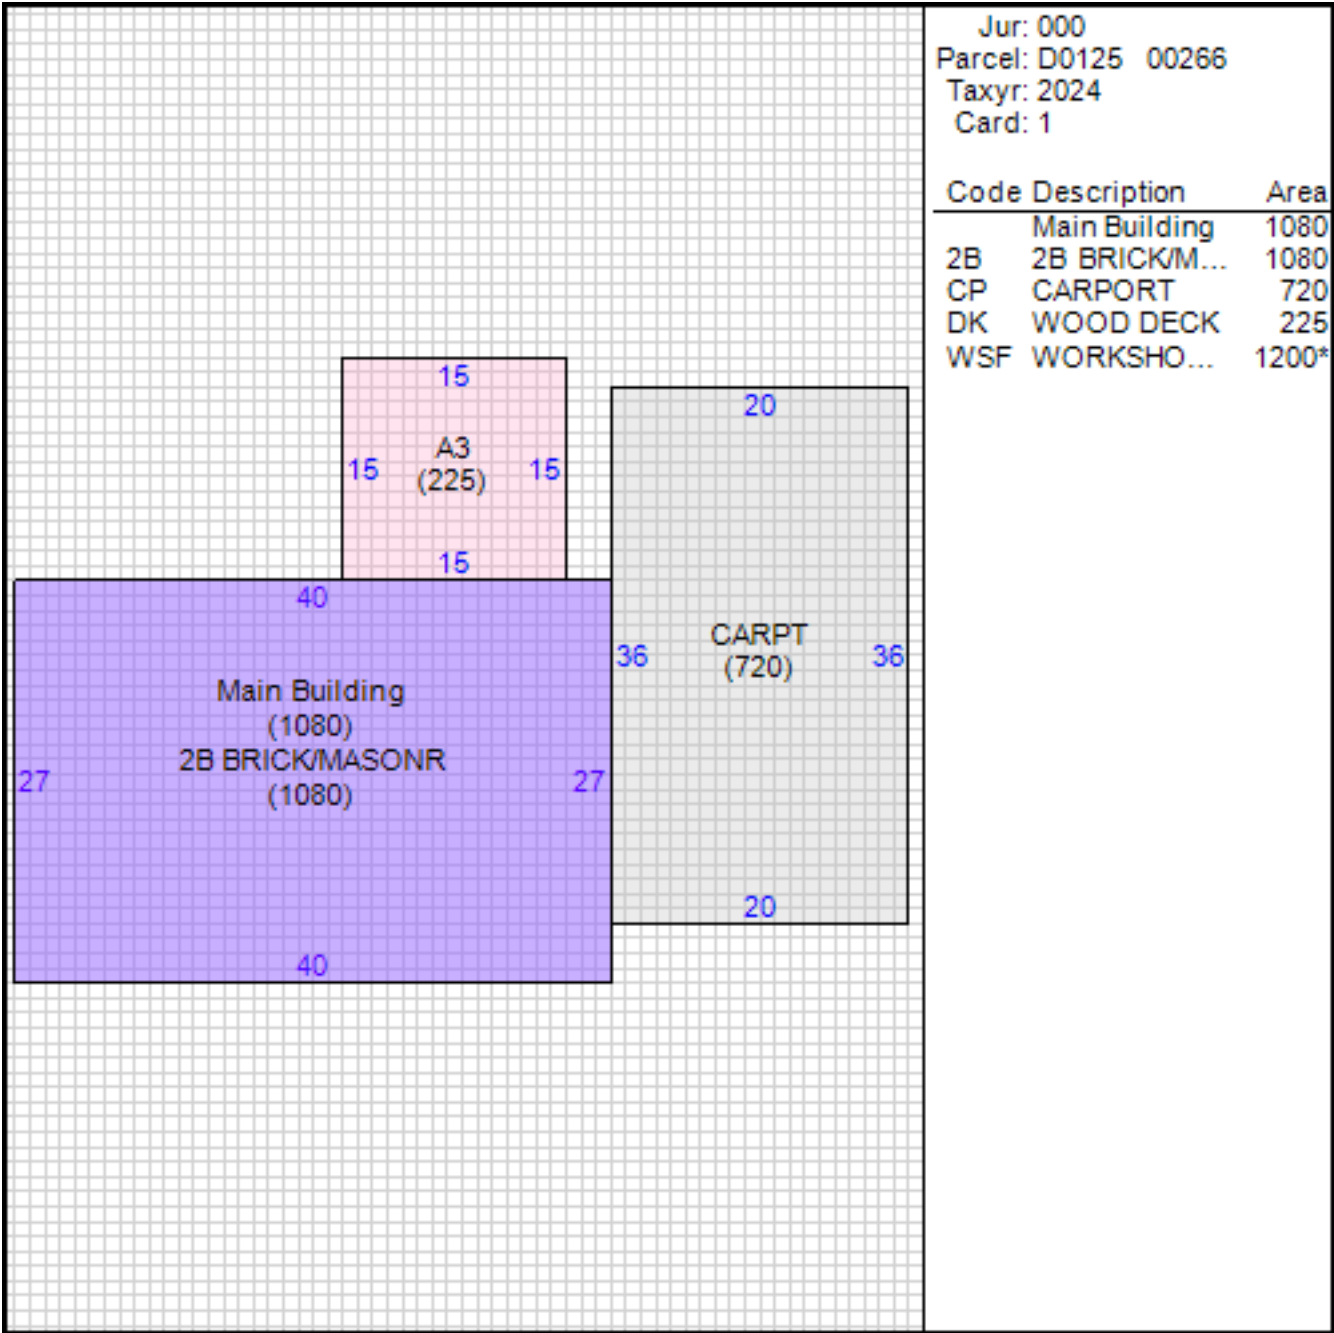 Jur: 000
Parcel: D0125 00266
Taxyr: 2024
Card: 1
Code Description Area
Main Building 1080
2B 2B BRICK/M... 1080
CP CARPORT 720
DK WOOD DECK 225
WSF WORKSHO... 1200*
15
A3
(225)
15 15
15
20
CARPT
(720)
36 36
20
40
Main Building
(1080)
2B BRICK/MASONR
(1080)
27 27
40